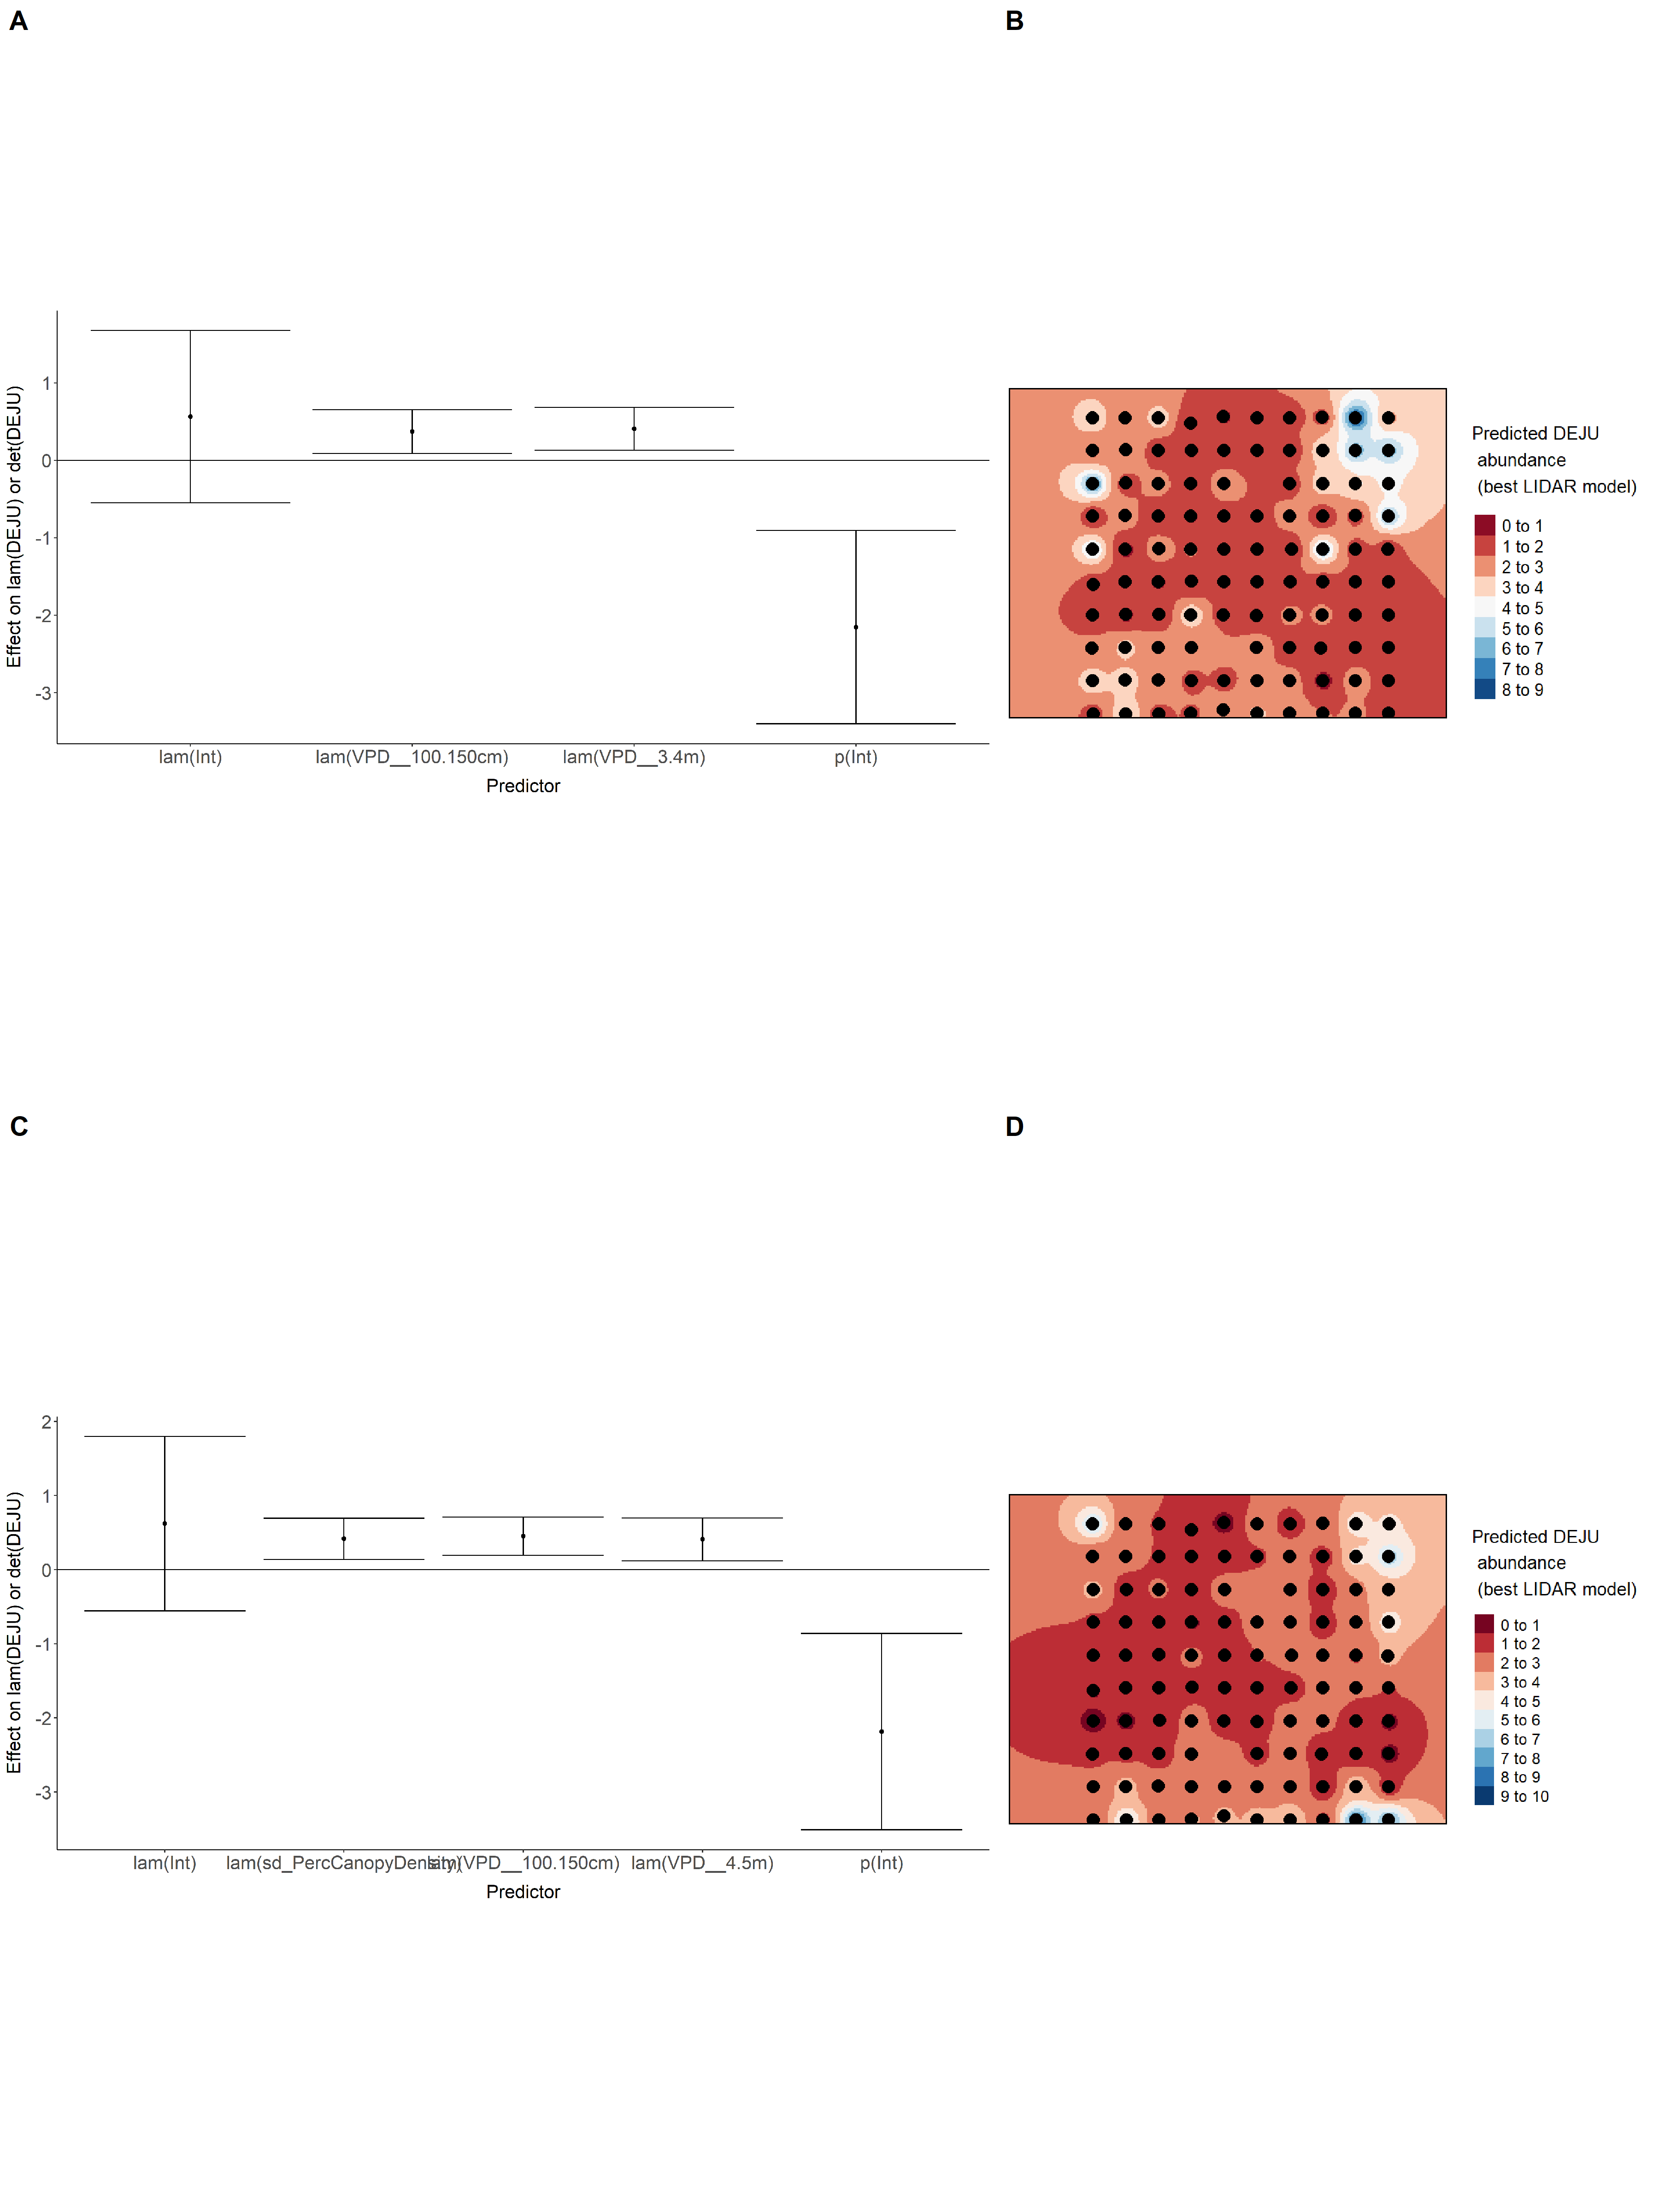 A
B
Effect on lam(DEJU) or det(DEJU)
1
0
-1
-2
-3
lam(Int)
lam(VPD__100.150cm)
lam(VPD__3.4m)
p(Int)
Predictor
Predicted DEJU
abundance
(best LIDAR model)
0 to 1
1 to 2
2 to 3
3 to 4
4 to 5
5 to 6
6 to 7
7 to 8
8 to 9
C
D
Effect on lam(DEJU) or det(DEJU)
2
1
0
-1
-2
-3
lam(Int)
lam(sd_PercCanopyDensity)
lam(VPD__100.150cm)
lam(VPD__4.5m)
p(Int)
Predictor
Predicted DEJU
abundance
(best LIDAR model)
0 to 1
1 to 2
2 to 3
3 to 4
4 to 5
5 to 6
6 to 7
7 to 8
8 to 9
9 to 10